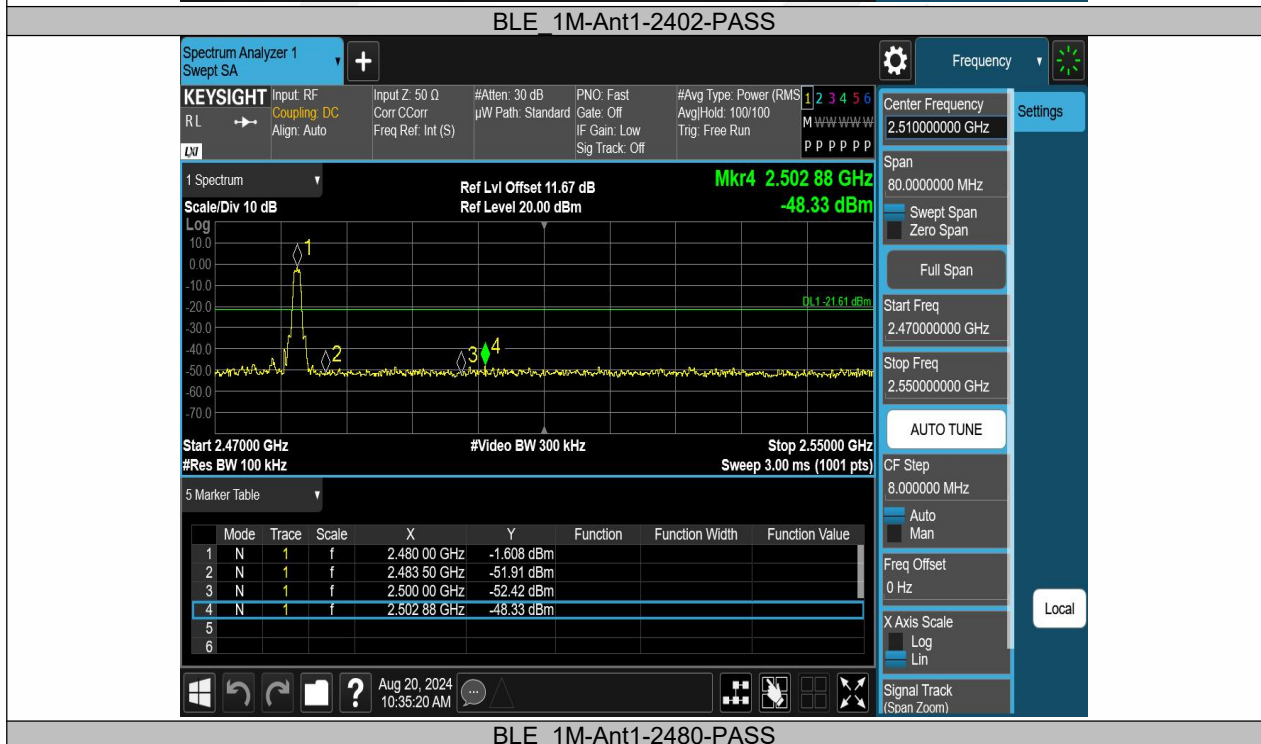 BLE_1M-Ant1-2402-PASS
Spectrum Analyzer 1
Swept SA
+
Frequency
KEYSIGHT
RL
LXI
Input: RF
Coupling: DC
Align: Auto
Input Z: 50 Ω
Corr CCorr
Freq Ref: Int (S)
#Atten: 30 dB
µW Path: Standard
PNO: Fast
Gate: Off
IF Gain: Low
Sig Track: Off
#Avg Type: Power (RMS
Avg|Hold: 100/100
Trig: Free Run
1 2 3 4 5 6
M W W W W W
P P P P P P
1 Spectrum
Scale/Div 10 dB
Ref Lvl Offset 11.67 dB
Ref Level 20.00 dBm
Mkr4 2.502 88 GHz
-48.33 dBm
Log
10.0
0.00
-10.0
-20.0
-30.0
-40.0
-50.0
-60.0
-70.0
1
2
3
4
DL1 -21.61 dBm
Start 2.47000 GHz
#Video BW 300 kHz
Stop 2.55000 GHz
#Res BW 100 kHz
Sweep 3.00 ms (1001 pts)
5 Marker Table
Mode Trace Scale X Y Function Function Width Function Value
1 N 1 f 2.480 00 GHz -1.608 dBm
2 N 1 f 2.483 50 GHz -51.91 dBm
3 N 1 f 2.500 00 GHz -52.42 dBm
4 N 1 f 2.502 88 GHz -48.33 dBm
5
6
?
Aug 20, 2024
10:35:20 AM
Center Frequency
2.510000000 GHz
Settings
Span
80.0000000 MHz
Swept Span
Zero Span
Full Span
Start Freq
2.470000000 GHz
Stop Freq
2.550000000 GHz
AUTO TUNE
CF Step
8.000000 MHz
Auto
Man
Freq Offset
0 Hz
X Axis Scale
Log
Lin
Local
Signal Track
(Span Zoom)
BLE_1M-Ant1-2480-PASS